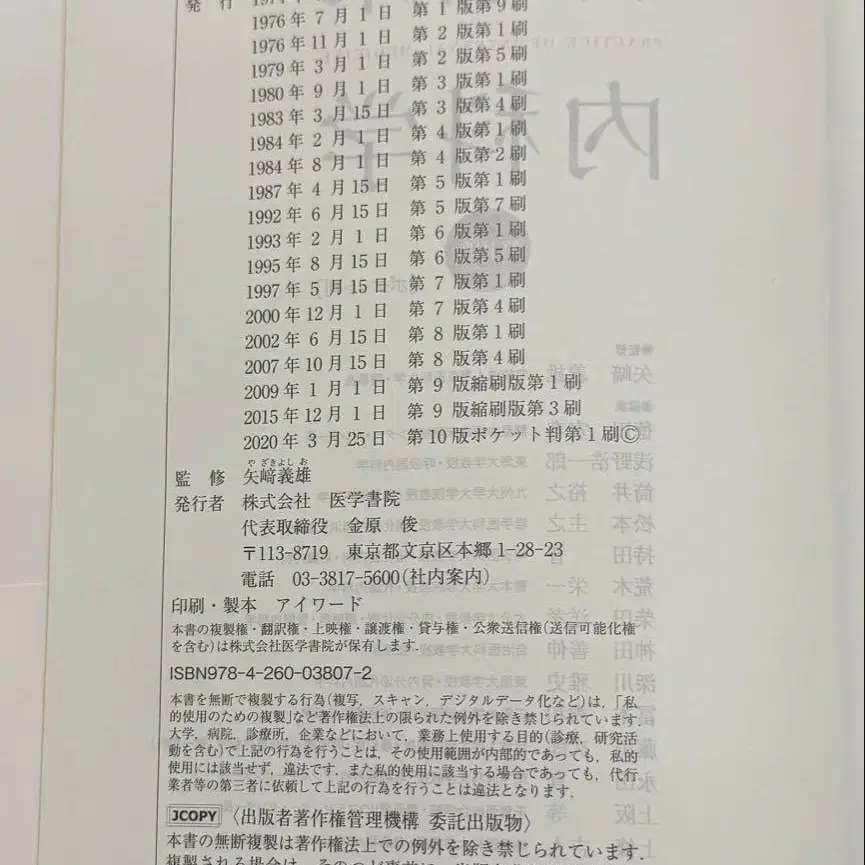 発 行
1976年 7 月 1 日 第 1 版第9刷
1976年11月 1 日 第 2 版第1刷
1979年 3 月 1 日 第 2 版第5刷
1980年 9 月 1 日 第 3 版第1刷
1983年 3 月15日 第 3 版第4刷
1984年 2 月 1 日 第 4 版第1刷
1984年 8 月 1 日 第 4 版第2刷
1987年 4 月15日 第 5 版第1刷
1992年 6 月15日 第 5 版第7刷
1993年 2 月 1 日 第 6 版第1刷
1995年 8 月15日 第 6 版第5刷
1997年 5 月15日 第 7 版第1刷
2000年12月 1 日 第 7 版第4刷
2002年 6 月15日 第 8 版第1刷
2007年10月15日 第 8 版第4刷
2009年 1 月 1 日 第 9 版縮刷版第1刷
2015年12月 1 日 第 9 版縮刷版第3刷
2020年 3 月25日 第10版ポケット判第1刷Ⓒ
や ざきよし お
監 修 矢﨑義雄
発行者 株式会社 医学書院
代表取締役 金原 俊
〒113-8719 東京都文京区本郷 1-28-23
電話 03-3817-5600(社内案内)
印刷・製本 アイワード
本書の複製権・翻訳権・上映権・譲渡権・貸与権・公衆送信権(送信可能化権
を含む)は株式会社医学書院が保有します.
ISBN978-4-260-03807-2
本書を無断で複製する行為(複写,スキャン,デジタルデータ化など)は,「私
的使用のための複製」など著作権法上の限られた例外を除き禁じられています.
大学,病院,診療所,企業などにおいて,業務上使用する目的(診療,研究活
動を含む)で上記の行為を行うことは,その使用範囲が内部的であっても,私的
使用には該当せず,違法です.また私的使用に該当する場合であっても,代行
業者等の第三者に依頼して上記の行為を行うことは違法となります.
JCOPY〈出版者著作権管理機構 委託出版物〉
本書の無断複製は著作権法上での例外を除き禁じられています.